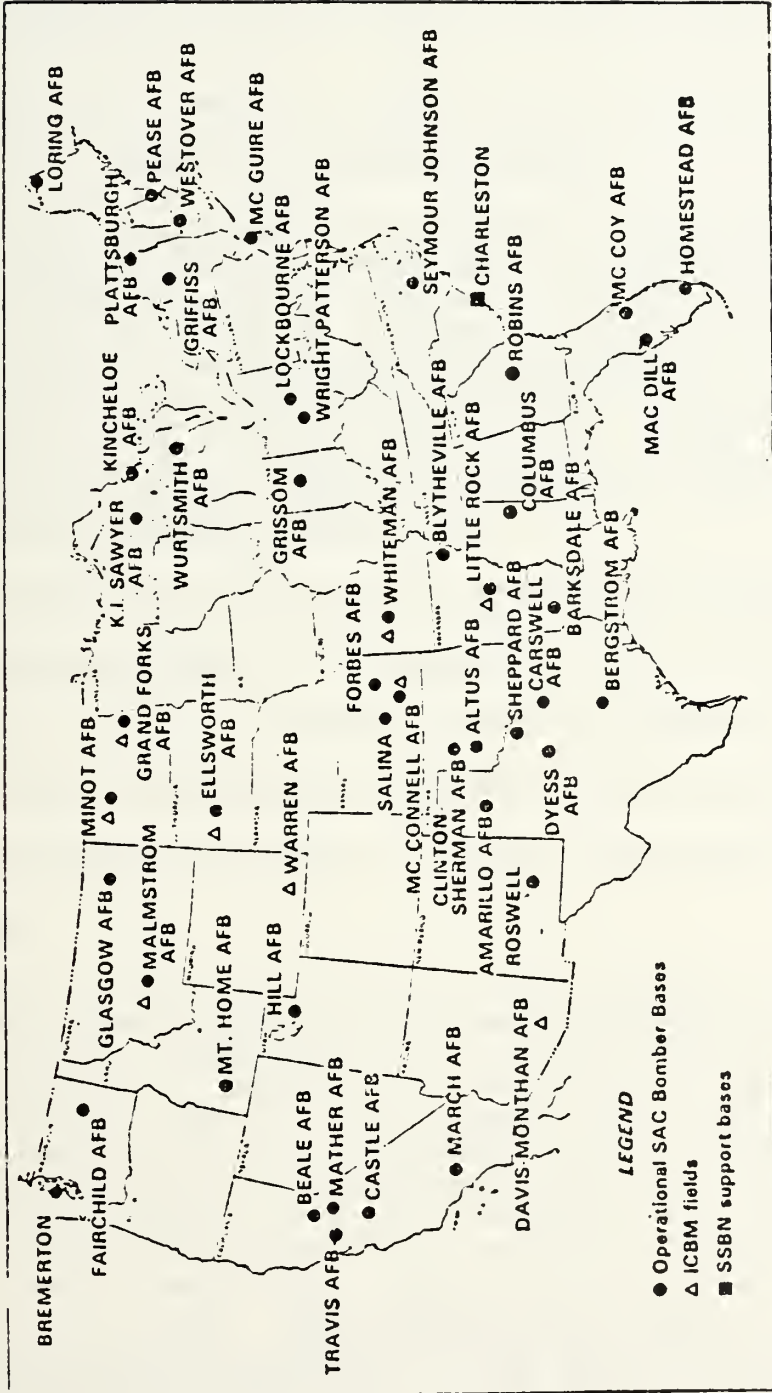 BREMERTON
FAIRCHILD AFB
GLASGOW AFB
MALMSTROM
AFB
MT. HOME AFB
HILL AFB
BEALE AFB
MATHER AFB
TRAVIS AFB
CASTLE AFB
MARCH AFB
DAVIS-MONTHAN AFB
MINOT AFB
GRAND FORKS
AFB
ELLSWORTH
AFB
WARREN AFB
FORBES AFB
SALINA
MC CONNELL AFB
CLINTON
SHERMAN AFB
ALTUS AFB
AMARILLO AFB
ROSWELL
SHEPPARD AFB
CARSWELL
AFB
DYESS
AFB
BERGSTROM AFB
K.I. SAWYER
AFB
KINCHELOE
AFB
WURTSMITH
AFB
GRISSOM
AFB
WHITEMAN AFB
BLYTHEVILLE AFB
LITTLE ROCK AFB
COLUMBUS
AFB
BARKSDALE AFB
LORING AFB
PLATTSBURGH
AFB
PEASE AFB
WESTOVER AFB
GRIFFISS
AFB
MC GUIRE AFB
LOCKBOURNE AFB
WRIGHT PATTERSON AFB
SEYMOUR JOHNSON AFB
CHARLESTON
ROBINS AFB
MC COY AFB
MAC DILL
AFB
HOMESTEAD AFB
LEGEND
Operational SAC Bomber Bases
ICBM fields
SSBN support bases